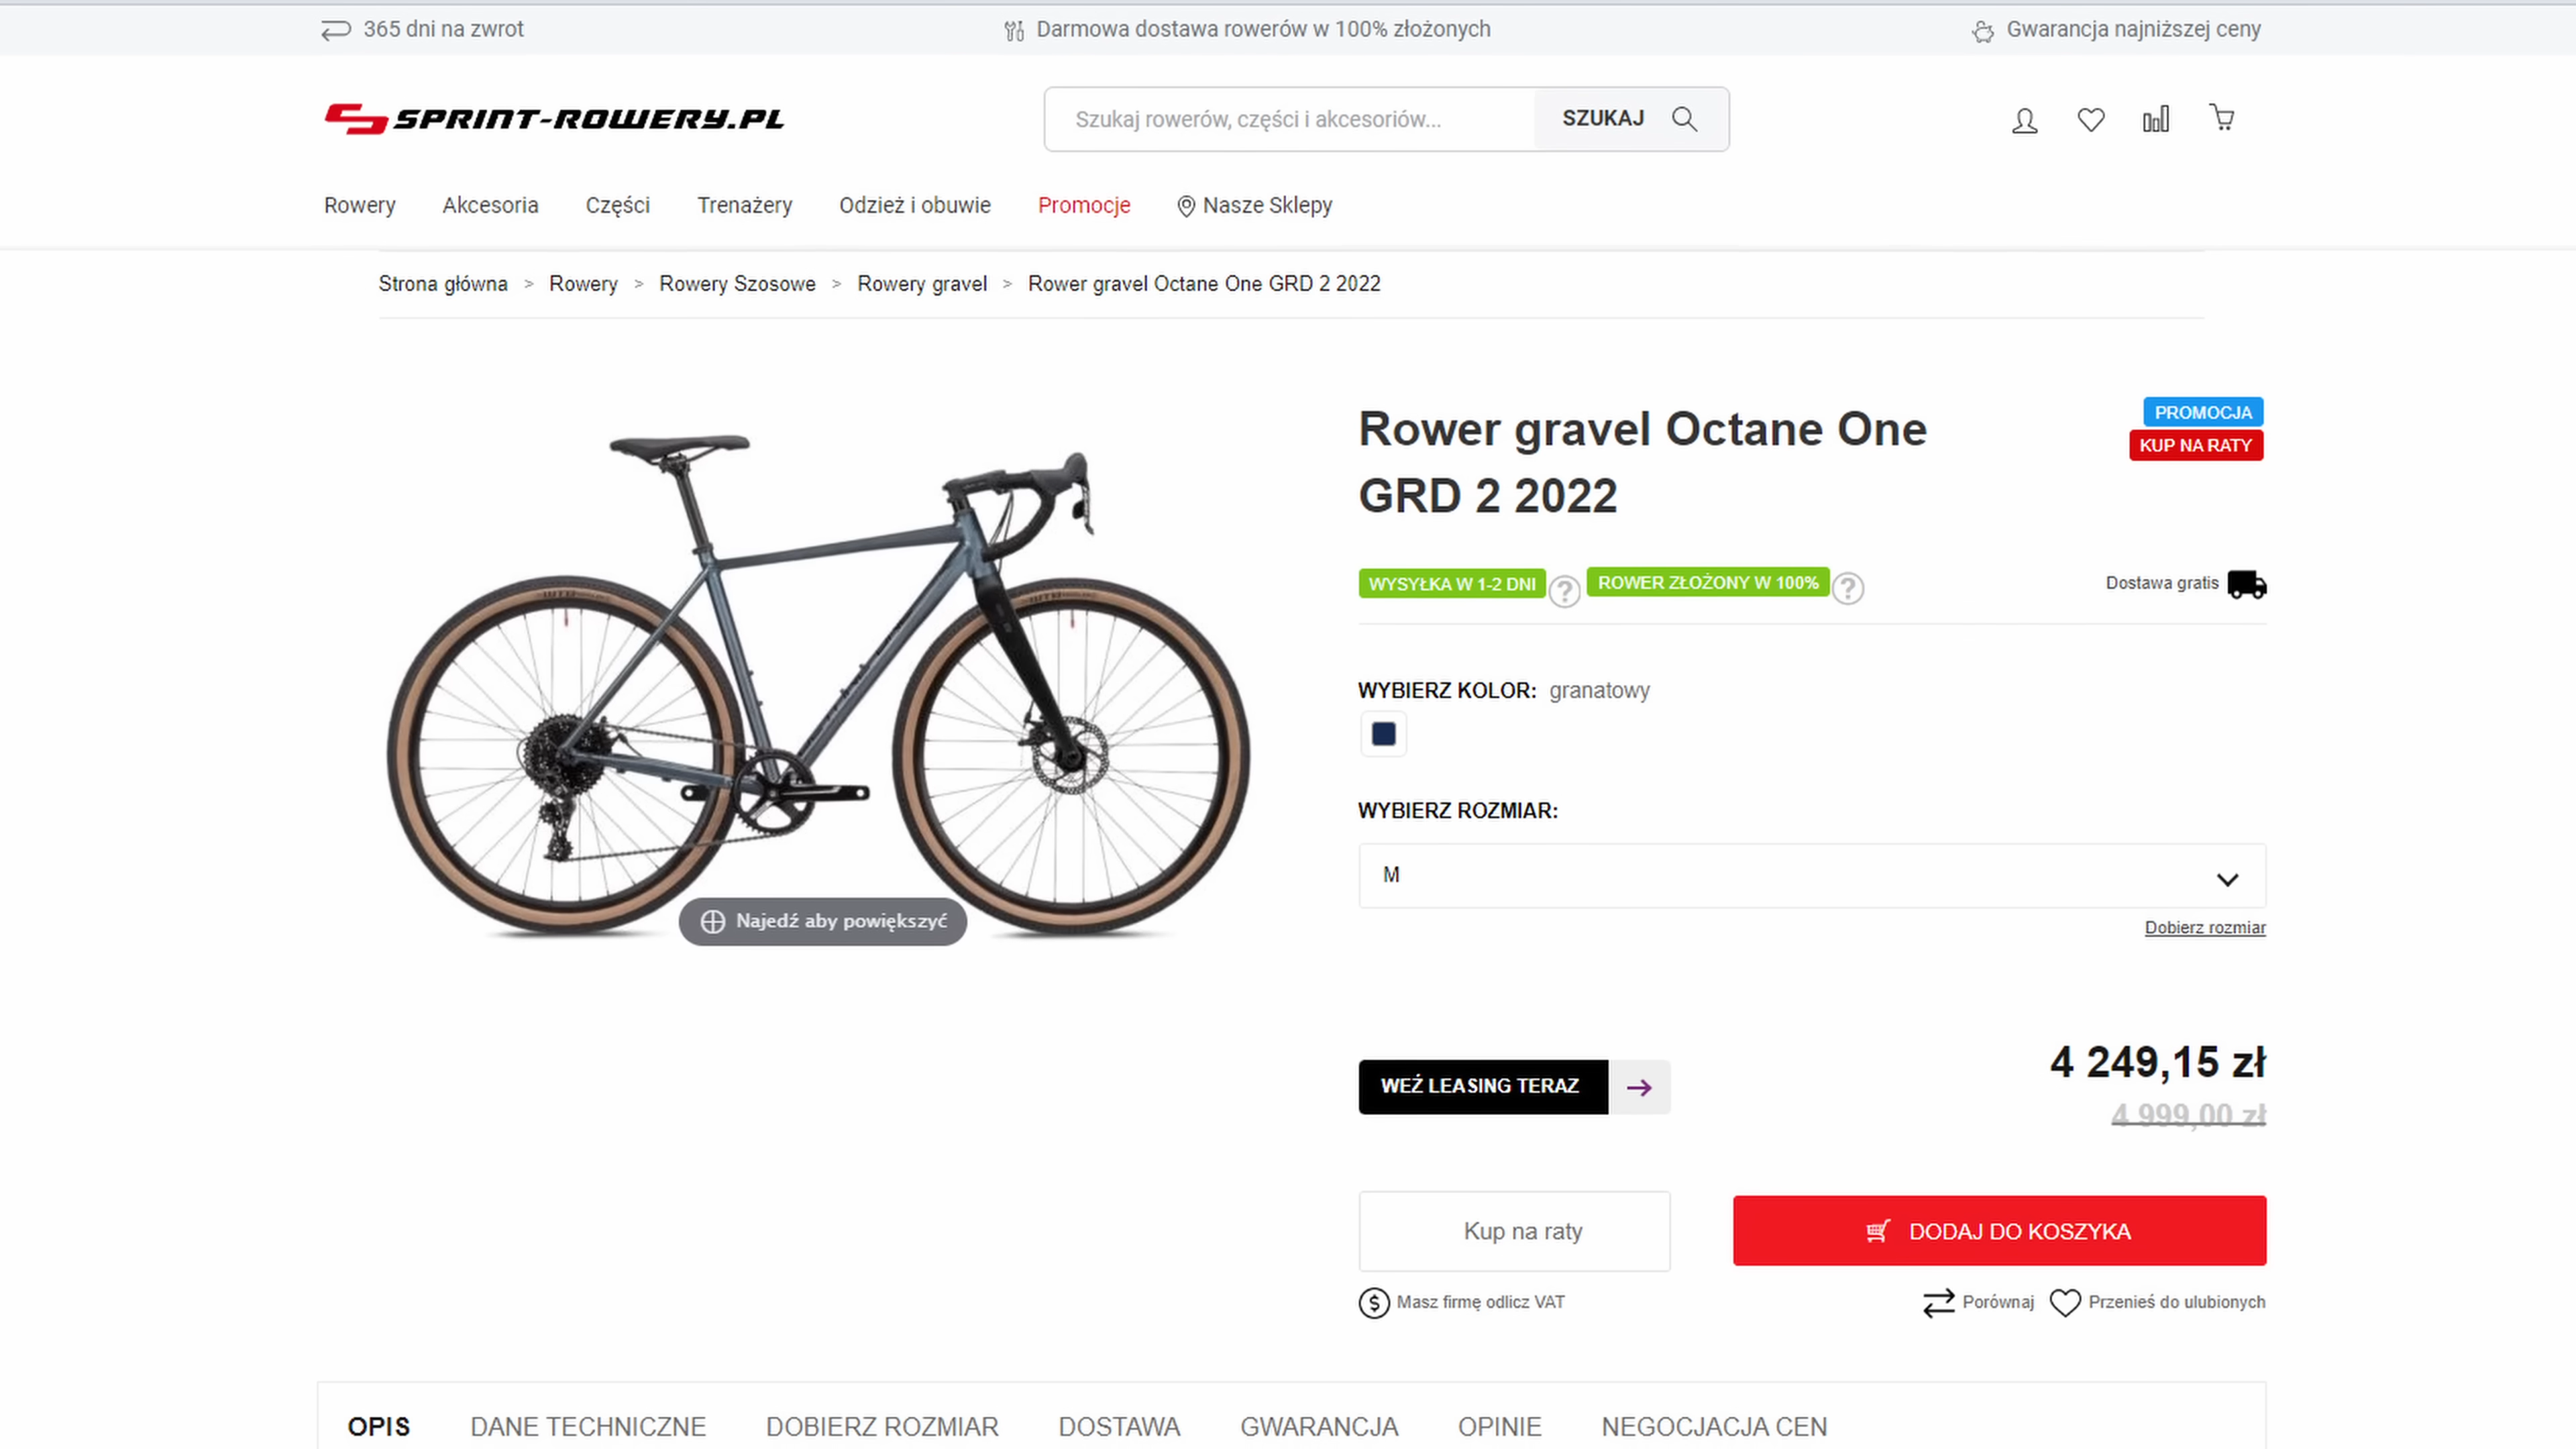 365 dni na zwrot
Darmowa dostawa rowerów w 100% złożonych
Gwarancja najniższej ceny
SPRINT-ROWERY.PL
Szukaj rowerów, części i akcesoriów...
SZUKAJ
Rowery Akcesoria Części Trenażery Odzież i obuwie Promocje Nasze Sklepy
Strona główna > Rowery > Rowery Szosowe > Rowery gravel > Rower gravel Octane One GRD 2 2022
Rower gravel Octane One
GRD 2 2022
PROMOCJA
KUP NA RATY
WYSYŁKA W 1-2 DNI ? ROWER ZŁOŻONY W 100% ?
Dostawa gratis
WYBIERZ KOLOR: granatowy
WYBIERZ ROZMIAR:
M
Dobierz rozmiar
Najedź aby powiększyć
WEŹ LEASING TERAZ
4 249,15 zł
4 999,00 zł
Kup na raty
DODAJ DO KOSZYKA
Masz firmę odlicz VAT
Porównaj
Przenieś do ulubionych
OPIS DANE TECHNICZNE DOBIERZ ROZMIAR DOSTAWA GWARANCJA OPINIE NEGOCJACJA CEN